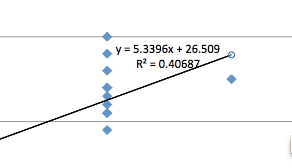 y = 5.3396x + 26.509
R² = 0.40687